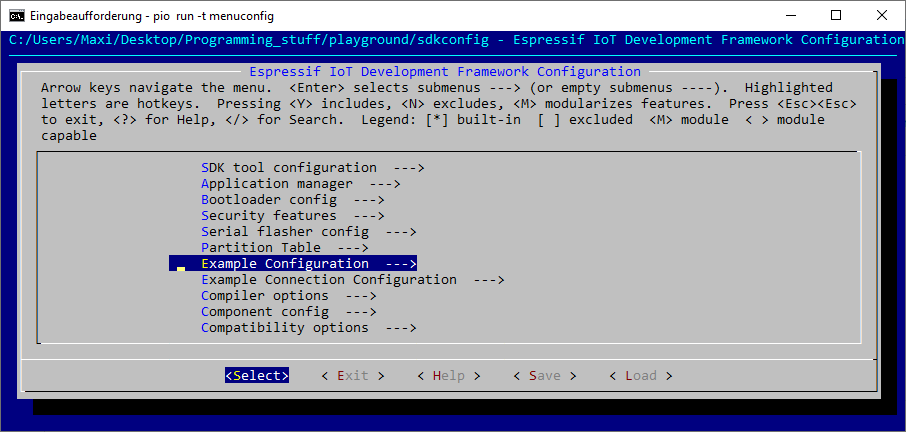 Eingabeaufforderung - pio  run -t menuconfig
C:/Users/Maxi/Desktop/Programming_stuff/playground/sdkconfig - Espressif IoT Development Framework Configuration
Espressif IoT Development Framework Configuration
Arrow keys navigate the menu.  <Enter> selects submenus ---> (or empty submenus ----).  Highlighted
letters are hotkeys.  Pressing <Y> includes, <N> excludes, <M> modularizes features.  Press <Esc><Esc>
to exit, <?> for Help, </> for Search.  Legend: [*] built-in  [ ] excluded  <M> module  < > module
capable
SDK tool configuration  --->
Application manager  --->
Bootloader config  --->
Security features  --->
Serial flasher config  --->
Partition Table  --->
Example Configuration  --->
Example Connection Configuration  --->
Compiler options  --->
Component config  --->
Compatibility options  --->
<Select>    < Exit >    < Help >    < Save >    < Load >